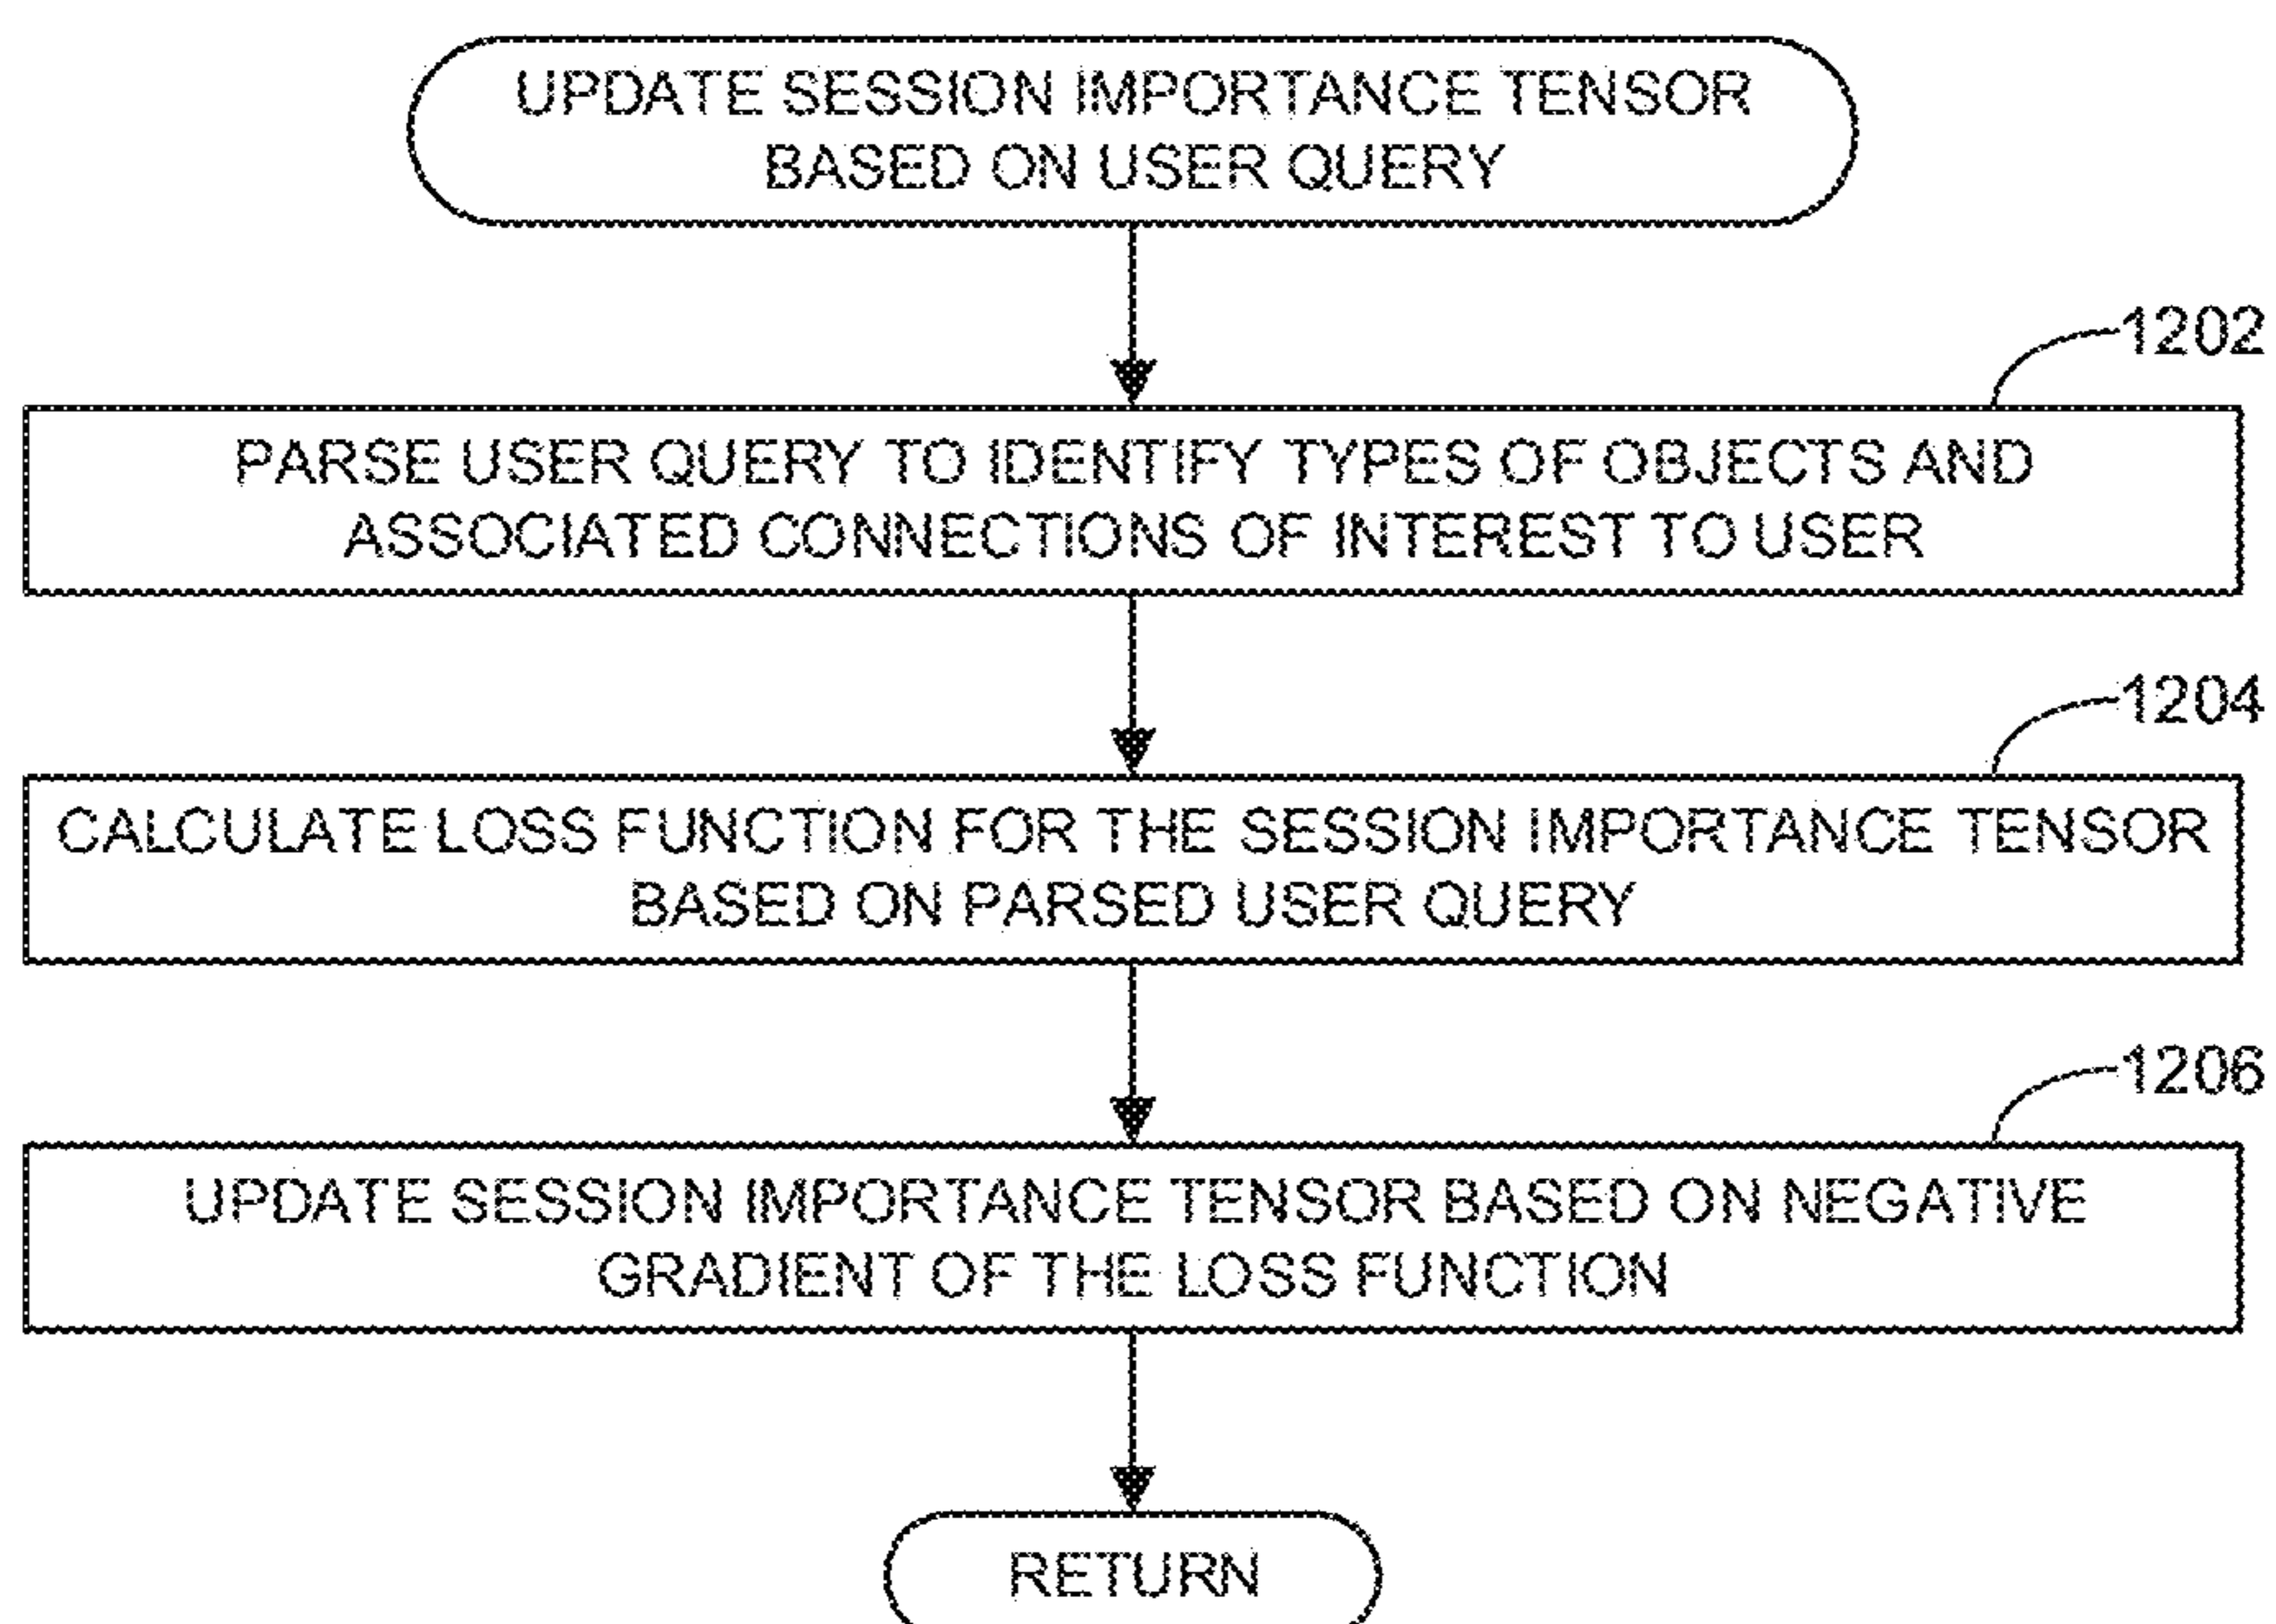 UPDATE SESSION IMPORTANCE TENSOR
BASED ON USER QUERY
1202
PARSE USER QUERY TO IDENTIFY TYPES OF OBJECTS AND
ASSOCIATED CONNECTIONS OF INTEREST TO USER
1204
CALCULATE LOSS FUNCTION FOR THE SESSION IMPORTANCE TENSOR
BASED ON PARSED USER QUERY
1206
UPDATE SESSION IMPORTANCE TENSOR BASED ON NEGATIVE
GRADIENT OF THE LOSS FUNCTION
RETURN